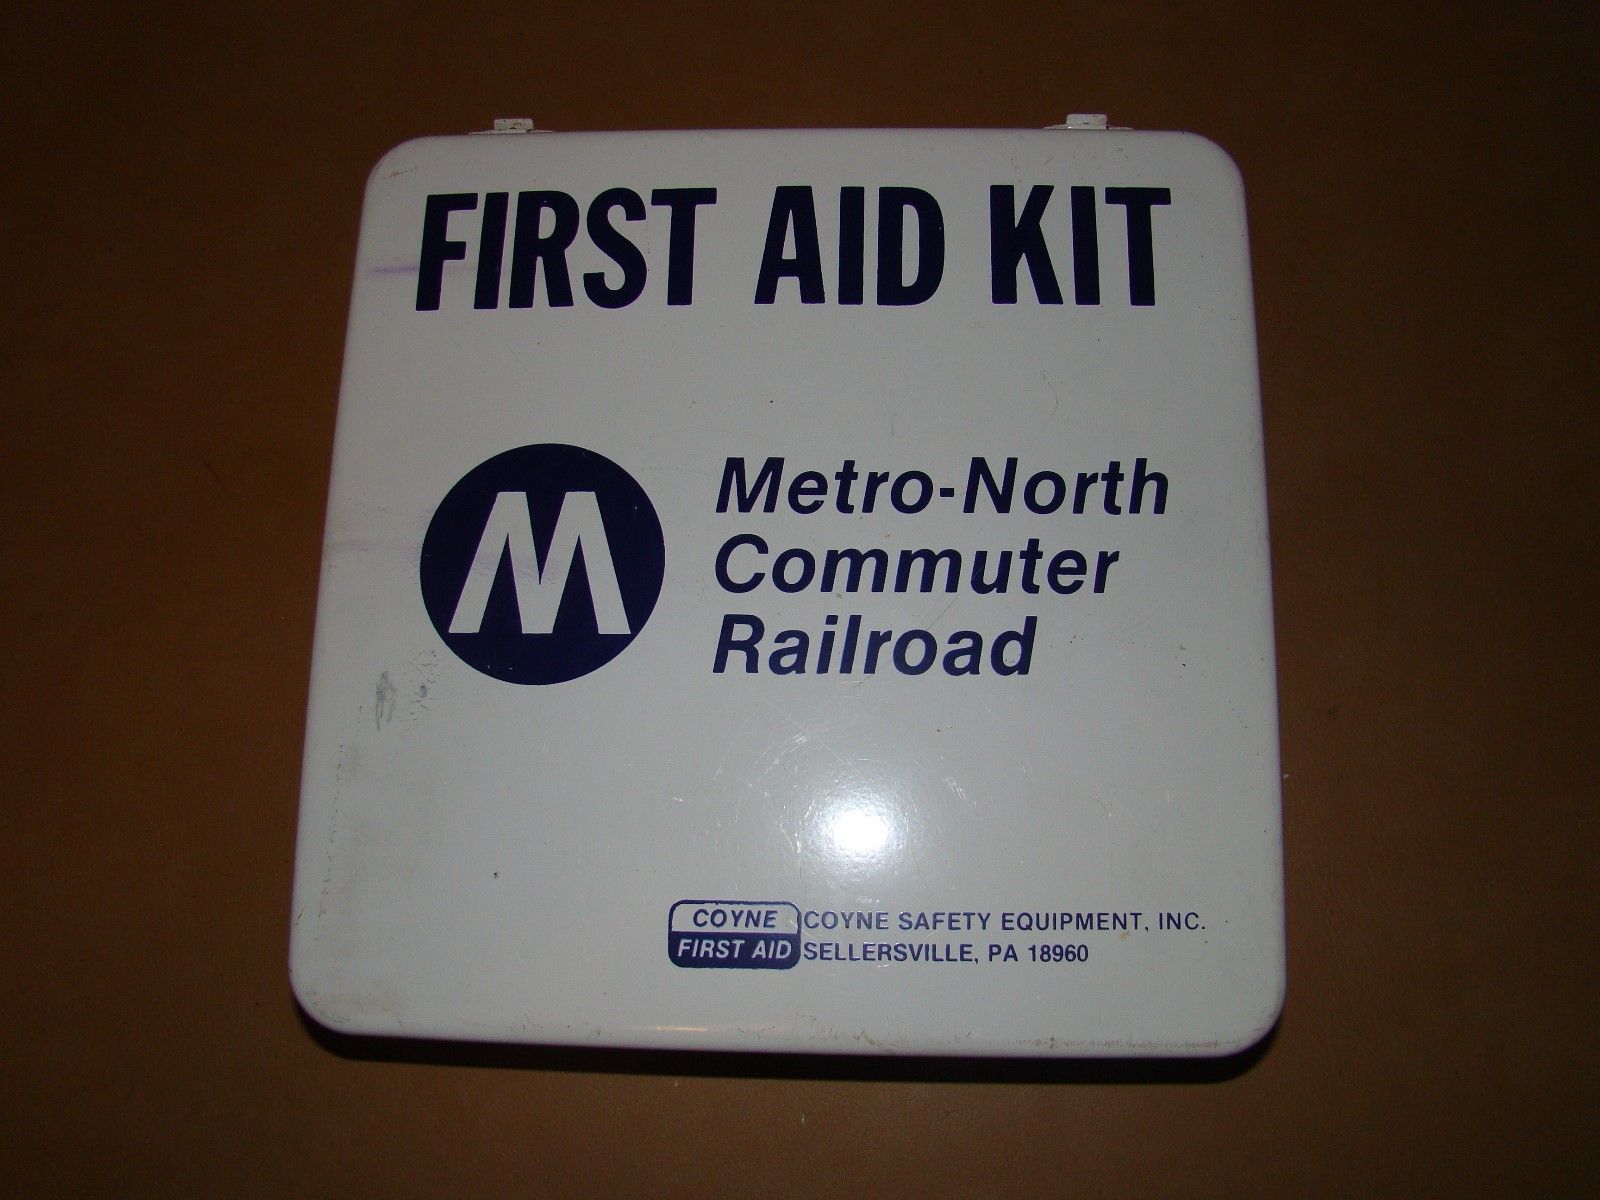 FIRST AID KIT
M
Metro-North
Commuter
Railroad
COYNE
FIRST AID
COYNE SAFETY EQUIPMENT, INC.
SELLERSVILLE, PA 18960